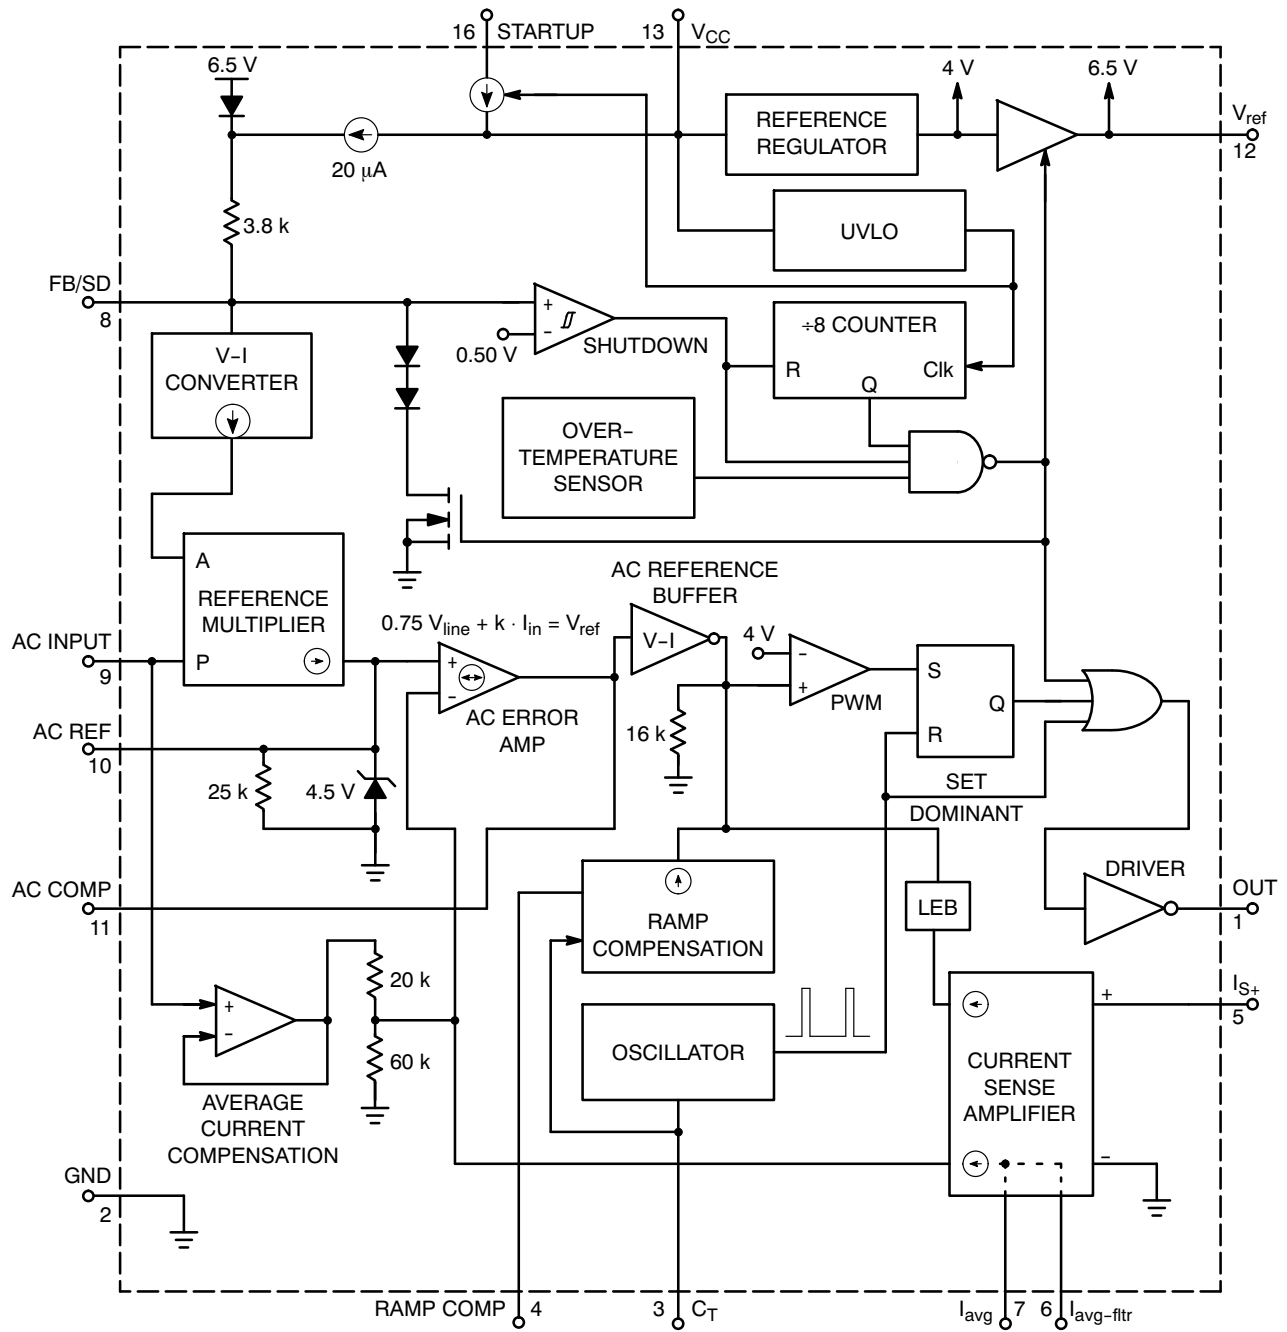 16 STARTUP
13 VCC
6.5 V
4 V
6.5 V
REFERENCE
REGULATOR
Vref
12
20 μA
3.8 k
UVLO
FB/SD
8
V–I
CONVERTER
+
–
0.50 V
SHUTDOWN
÷8 COUNTER
R
Clk
Q
OVER–
TEMPERATURE
SENSOR
A
REFERENCE
MULTIPLIER
P
AC INPUT
9
0.75 Vline + k · Iin = Vref
AC REFERENCE
BUFFER
V–I
+
–
AC ERROR
AMP
4 V
–
+
PWM
16 k
S
Q
R
SET
DOMINANT
AC REF
10
25 k
4.5 V
AC COMP
11
RAMP
COMPENSATION
LEB
DRIVER
OUT
1
20 k
60 k
+
–
AVERAGE
CURRENT
COMPENSATION
OSCILLATOR
CURRENT
SENSE
AMPLIFIER
+
–
IS+
5
GND
2
RAMP COMP 4
3 CT
Iavg 7
6 Iavg–fltr